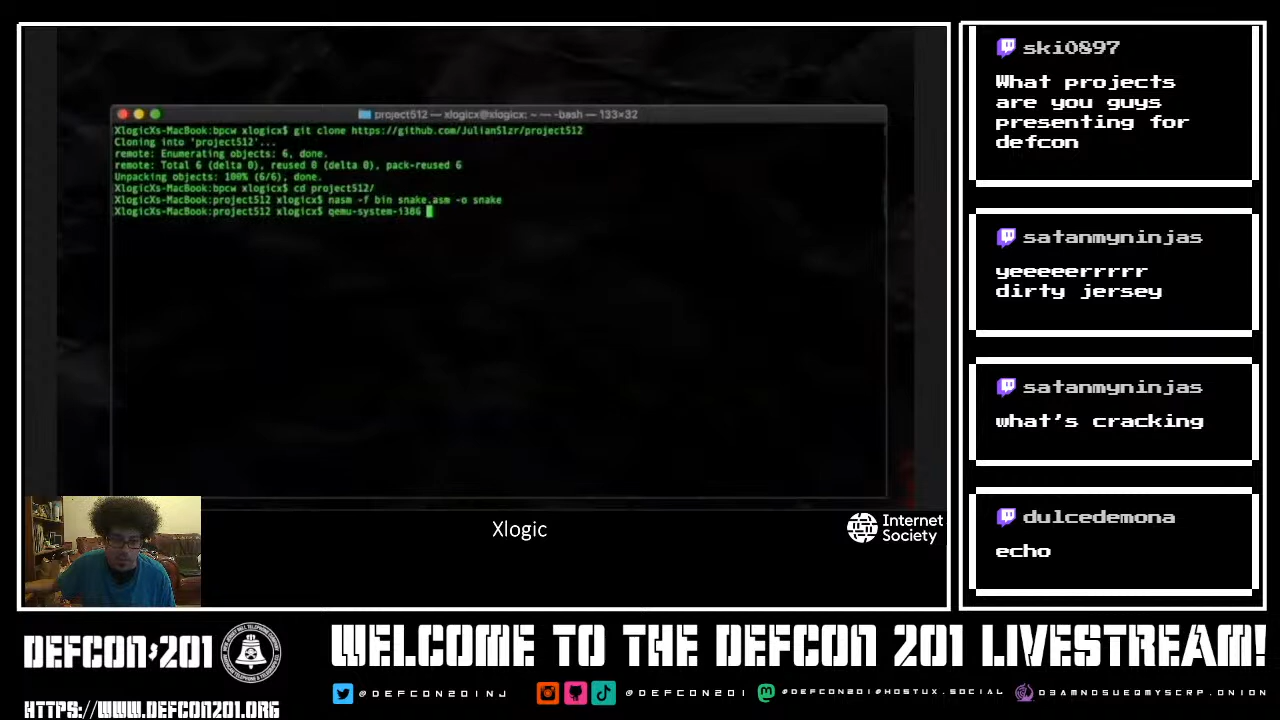 project512 — xlogicx@xlogicx: ~ — -bash — 133×32
XlogicXs-MacBook:bpcw xlogicx$ git clone https://github.com/JulianSlzr/project512
Cloning into 'project512'...
remote: Enumerating objects: 6, done.
remote: Total 6 (delta 0), reused 0 (delta 0), pack-reused 6
Unpacking objects: 100% (6/6), done.
XlogicXs-MacBook:bpcw xlogicx$ cd project512/
XlogicXs-MacBook:project512 xlogicx$ nasm -f bin snake.asm -o snake
XlogicXs-MacBook:project512 xlogicx$ qemu-system-i386
Xlogic
Internet
Society
ski0897
What projects
are you guys
presenting for
defcon
satanmyninjas
yeeeeerrrrr
dirty jersey
satanmyninjas
what's cracking
dulcedemona
echo
DEFCON 201
HTTPS://WWW.DEFCON201.ORG
WELCOME TO THE DEFCON 201 LIVESTREAM!
@DEFCON201NJ
@DEFCON201
@DEFCON201@HOSTUX.SOCIAL